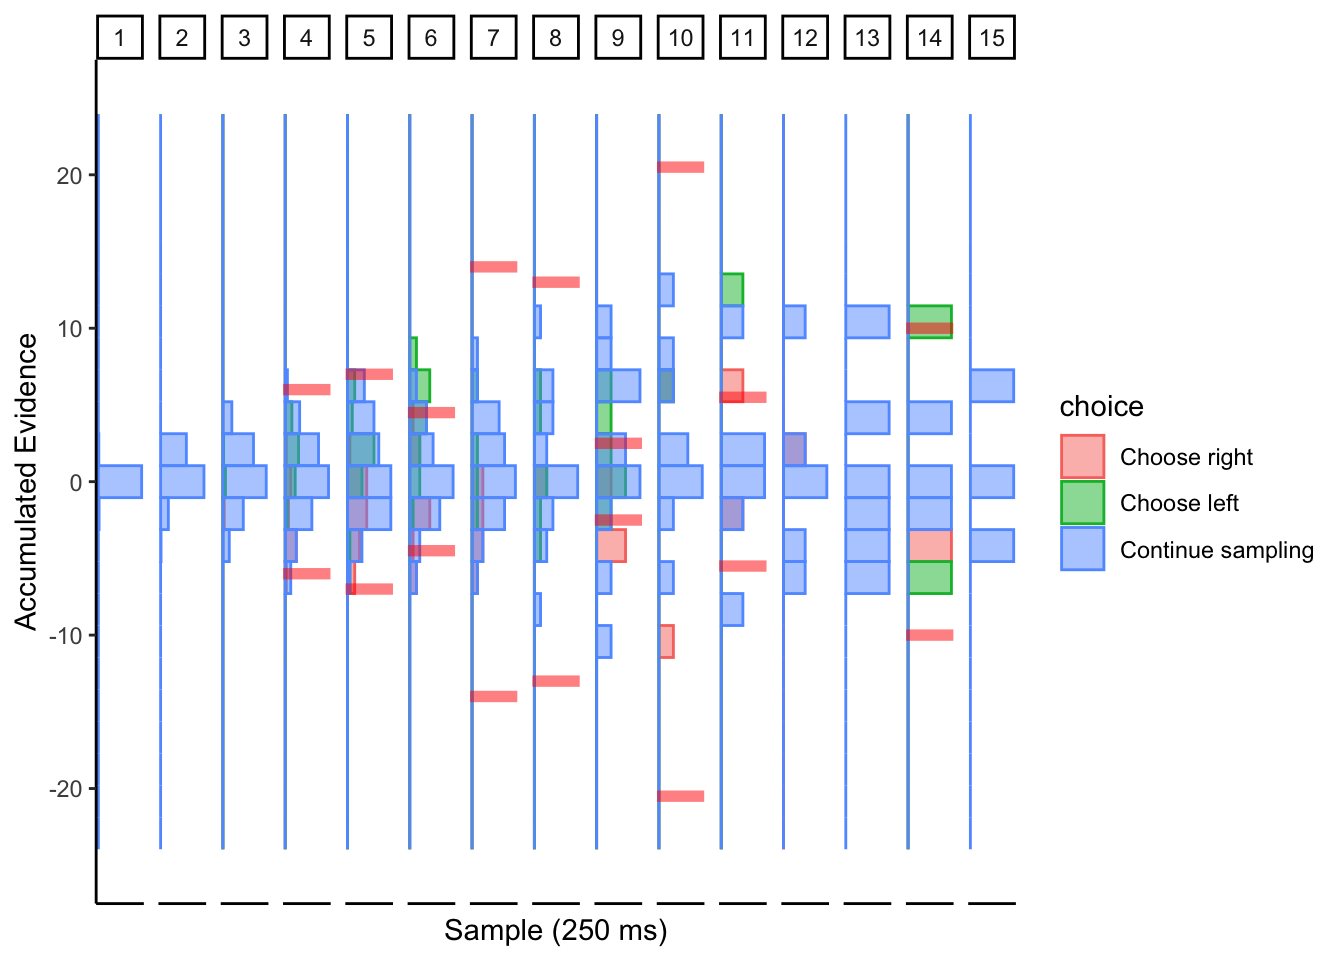 1 2 3 4 5 6 7 8 9 10 11 12 13 14 15
20
10
0
-10
-20
Accumulated Evidence
Sample (250 ms)
choice
Choose right
Choose left
Continue sampling